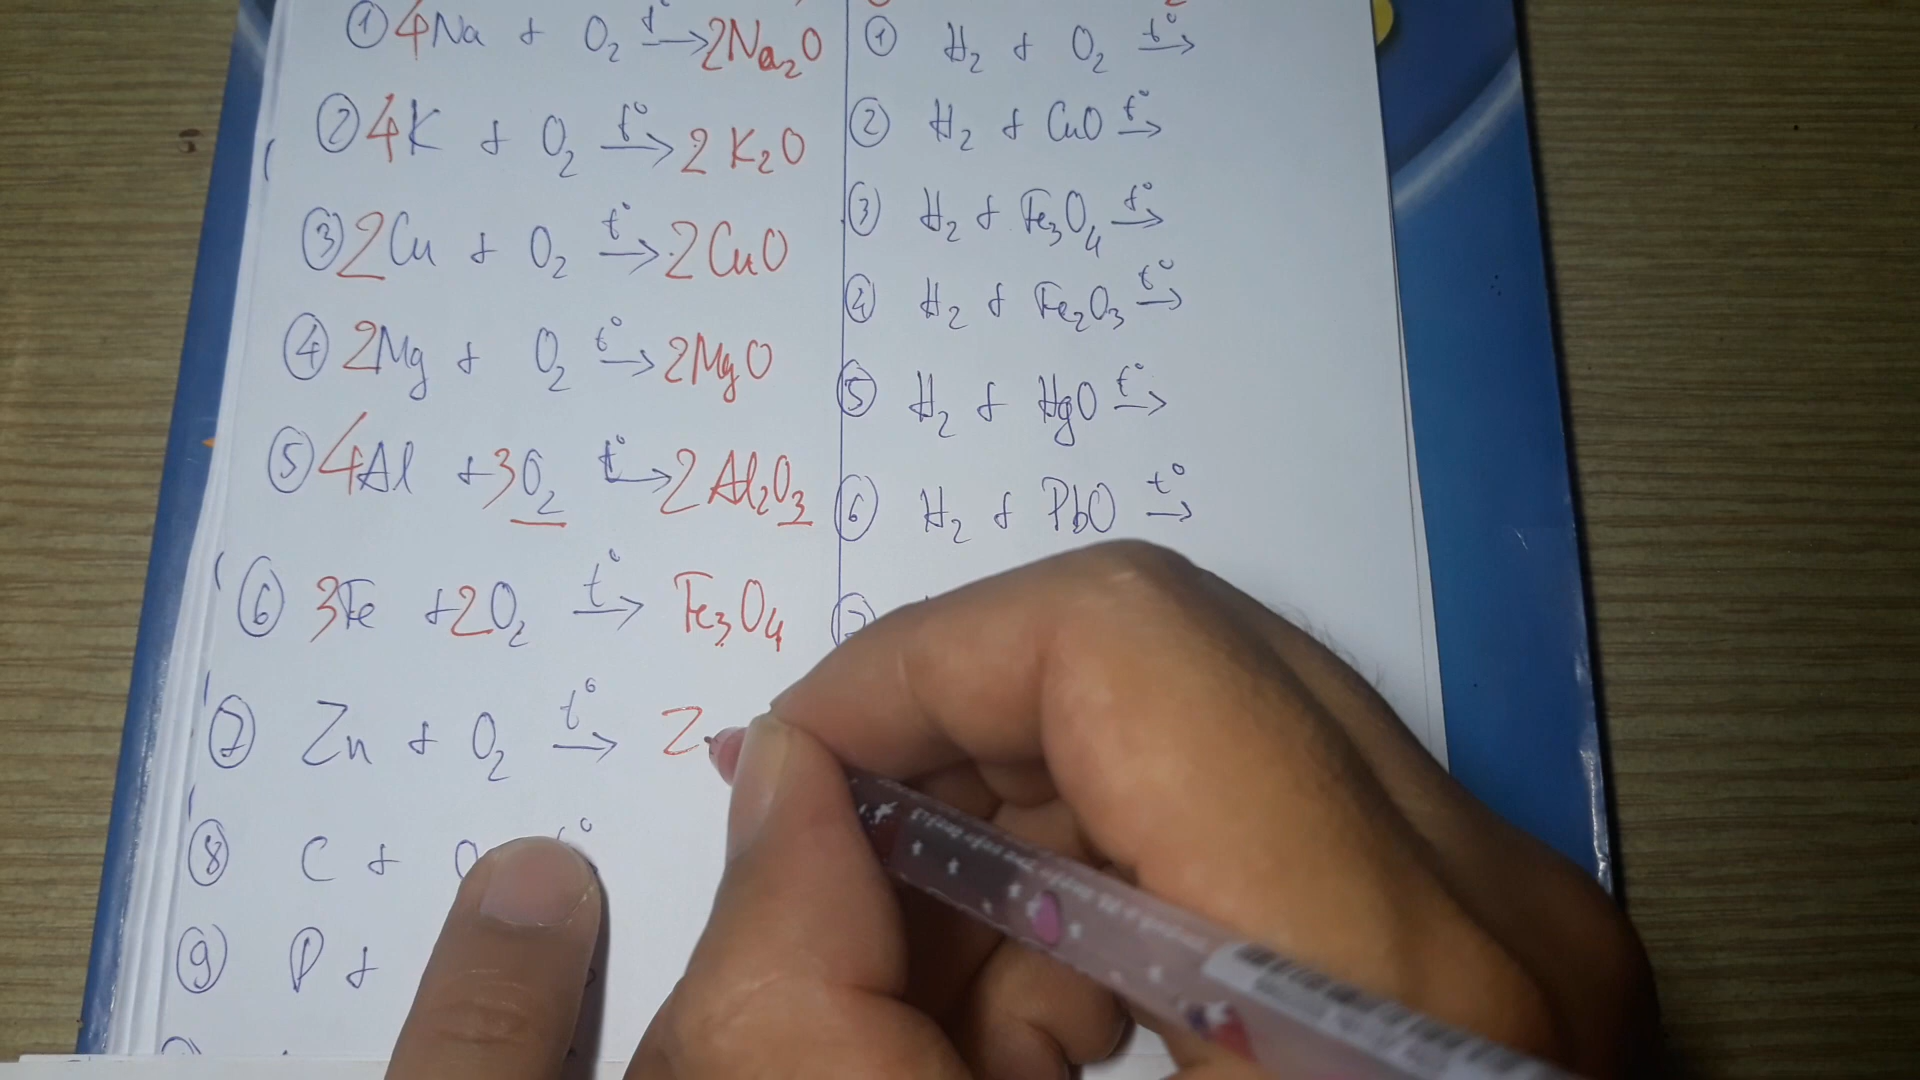 ① 4Na + O₂ t° → 2Na₂O
② 4K + O₂ t° → 2K₂O
③ 2Cu + O₂ t° → 2CuO
④ 2Mg + O₂ t° → 2MgO
⑤ 4Al + 3O₂ t° → 2Al₂O₃
⑥ 3Fe + 2O₂ t° → Fe₃O₄
⑦ Zn + O₂ t° → Z
⑧ C + O
⑨ P +
① H₂ + O₂ t° →
② H₂ + CuO t° →
③ H₂ + Fe₃O₄ t° →
④ H₂ + Fe₂O₃ t° →
⑤ H₂ + HgO t° →
⑥ H₂ + PbO t° →